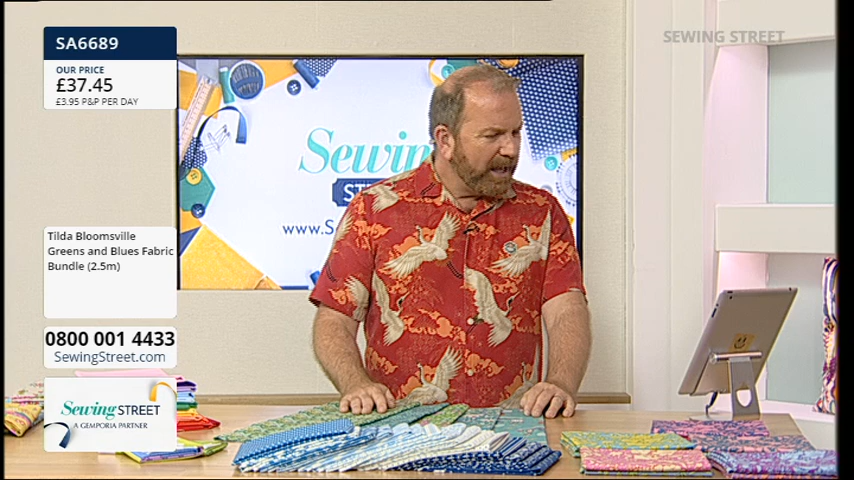 SA6689
OUR PRICE
£37.45
£3.95 P&P PER DAY
SEWING STREET
Sewin
ST
www.S
Tilda Bloomsville
Greens and Blues Fabric
Bundle (2.5m)
0800 001 4433
SewingStreet.com
Sewing STREET
A GEMPORIA PARTNER